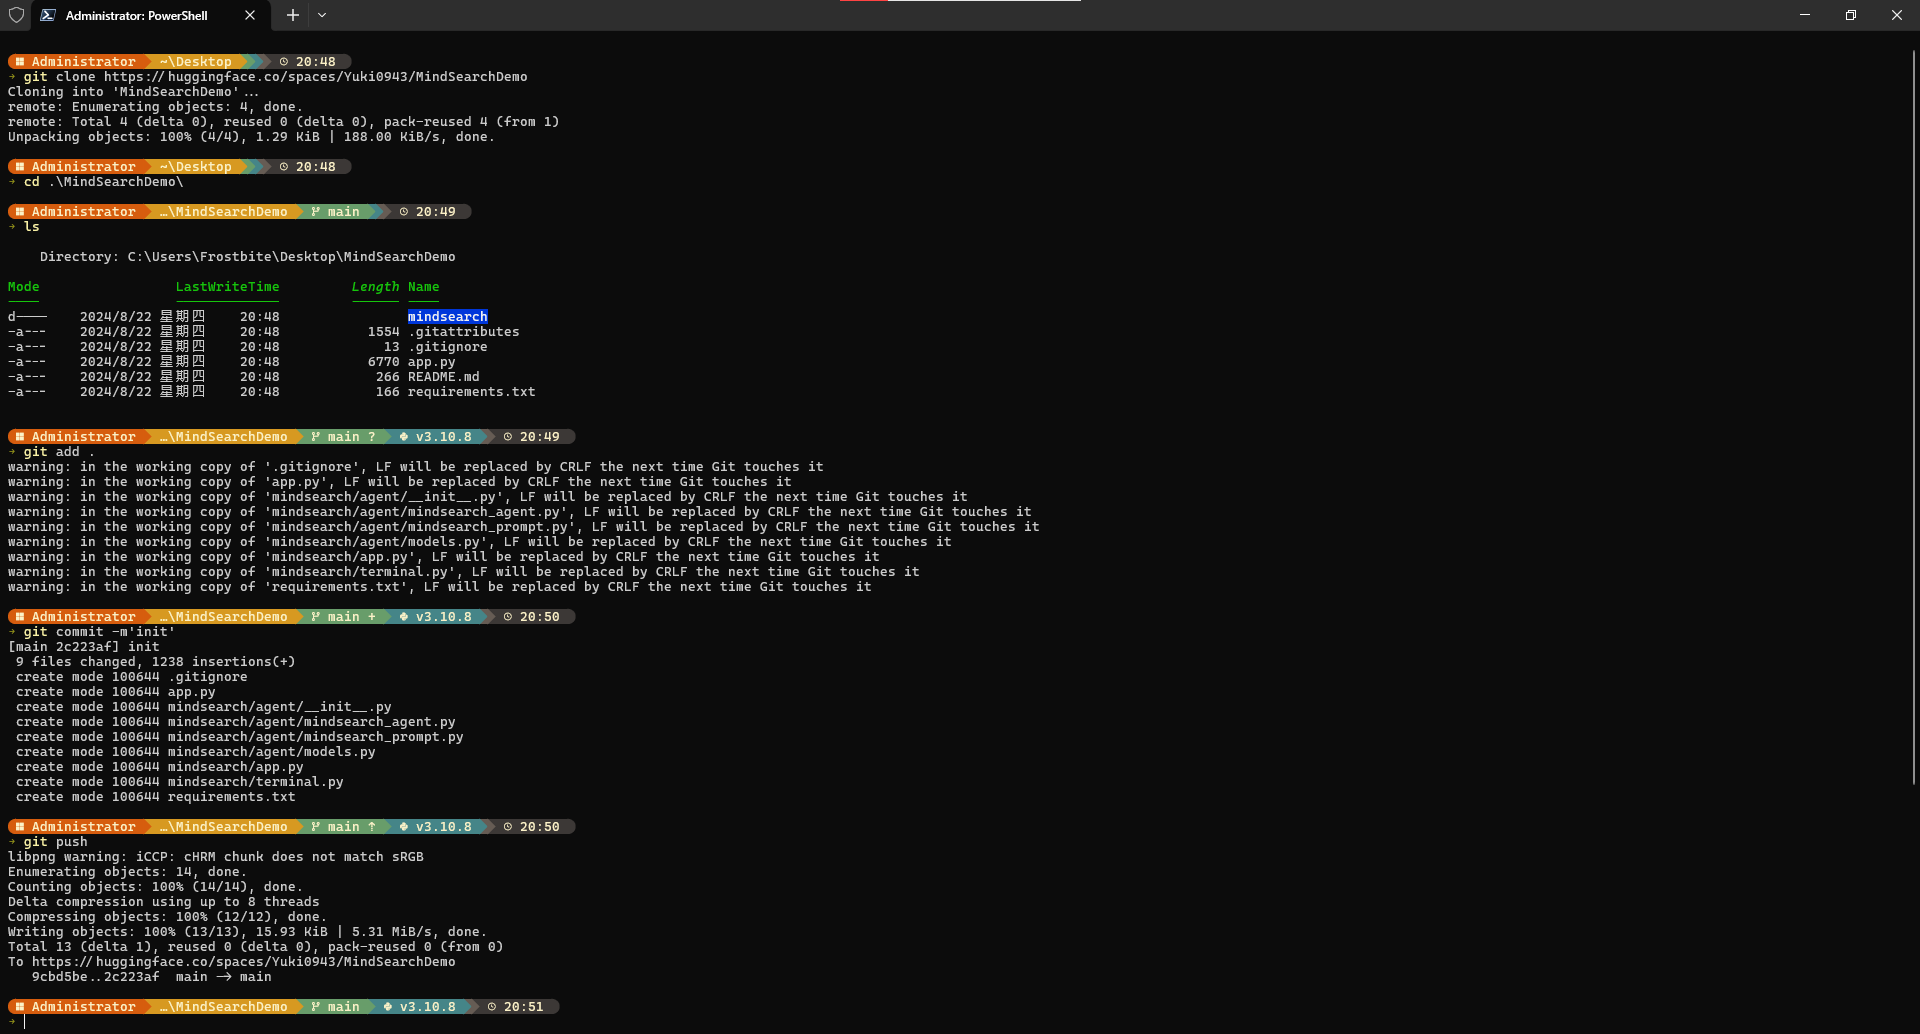 Administrator: PowerShell
Administrator ~\Desktop 20:48
git clone https://huggingface.co/spaces/Yuki0943/MindSearchDemo
Cloning into 'MindSearchDemo'...
remote: Enumerating objects: 4, done.
remote: Total 4 (delta 0), reused 0 (delta 0), pack-reused 4 (from 1)
Unpacking objects: 100% (4/4), 1.29 KiB | 188.00 KiB/s, done.
Administrator ~\Desktop 20:48
cd .\MindSearchDemo\
Administrator …\MindSearchDemo main 20:49
ls
Directory: C:\Users\Frostbite\Desktop\MindSearchDemo
Mode LastWriteTime Length Name
---- ------------- ------ ----
d---- 2024/8/22 星期四 20:48 mindsearch
-a--- 2024/8/22 星期四 20:48 1554 .gitattributes
-a--- 2024/8/22 星期四 20:48 13 .gitignore
-a--- 2024/8/22 星期四 20:48 6770 app.py
-a--- 2024/8/22 星期四 20:48 266 README.md
-a--- 2024/8/22 星期四 20:48 166 requirements.txt
Administrator …\MindSearchDemo main ? v3.10.8 20:49
git add .
warning: in the working copy of '.gitignore', LF will be replaced by CRLF the next time Git touches it
warning: in the working copy of 'app.py', LF will be replaced by CRLF the next time Git touches it
warning: in the working copy of 'mindsearch/agent/__init__.py', LF will be replaced by CRLF the next time Git touches it
warning: in the working copy of 'mindsearch/agent/mindsearch_agent.py', LF will be replaced by CRLF the next time Git touches it
warning: in the working copy of 'mindsearch/agent/mindsearch_prompt.py', LF will be replaced by CRLF the next time Git touches it
warning: in the working copy of 'mindsearch/agent/models.py', LF will be replaced by CRLF the next time Git touches it
warning: in the working copy of 'mindsearch/app.py', LF will be replaced by CRLF the next time Git touches it
warning: in the working copy of 'mindsearch/terminal.py', LF will be replaced by CRLF the next time Git touches it
warning: in the working copy of 'requirements.txt', LF will be replaced by CRLF the next time Git touches it
Administrator …\MindSearchDemo main + v3.10.8 20:50
git commit -m'init'
[main 2c223af] init
9 files changed, 1238 insertions(+)
create mode 100644 .gitignore
create mode 100644 app.py
create mode 100644 mindsearch/agent/__init__.py
create mode 100644 mindsearch/agent/mindsearch_agent.py
create mode 100644 mindsearch/agent/mindsearch_prompt.py
create mode 100644 mindsearch/agent/models.py
create mode 100644 mindsearch/app.py
create mode 100644 mindsearch/terminal.py
create mode 100644 requirements.txt
Administrator …\MindSearchDemo main ↑ v3.10.8 20:50
git push
libpng warning: iCCP: cHRM chunk does not match sRGB
Enumerating objects: 14, done.
Counting objects: 100% (14/14), done.
Delta compression using up to 8 threads
Compressing objects: 100% (12/12), done.
Writing objects: 100% (13/13), 15.93 KiB | 5.31 MiB/s, done.
Total 13 (delta 1), reused 0 (delta 0), pack-reused 0 (from 0)
To https://huggingface.co/spaces/Yuki0943/MindSearchDemo
9cbd5be..2c223af main -> main
Administrator …\MindSearchDemo main v3.10.8 20:51